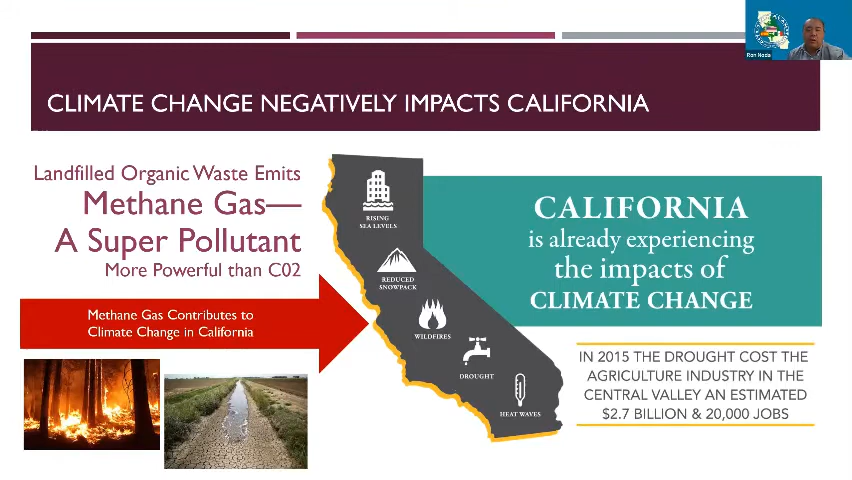 Ron Nods
CLIMATE CHANGE NEGATIVELY IMPACTS CALIFORNIA
Landfilled Organic Waste Emits
Methane Gas—
A Super Pollutant
More Powerful than C02
Methane Gas Contributes to
Climate Change in California
RISING
SEA LEVELS
REDUCED
SNOWPACK
WILDFIRES
DROUGHT
HEAT WAVES
CALIFORNIA
is already experiencing
the impacts of
CLIMATE CHANGE
IN 2015 THE DROUGHT COST THE
AGRICULTURE INDUSTRY IN THE
CENTRAL VALLEY AN ESTIMATED
$2.7 BILLION & 20,000 JOBS